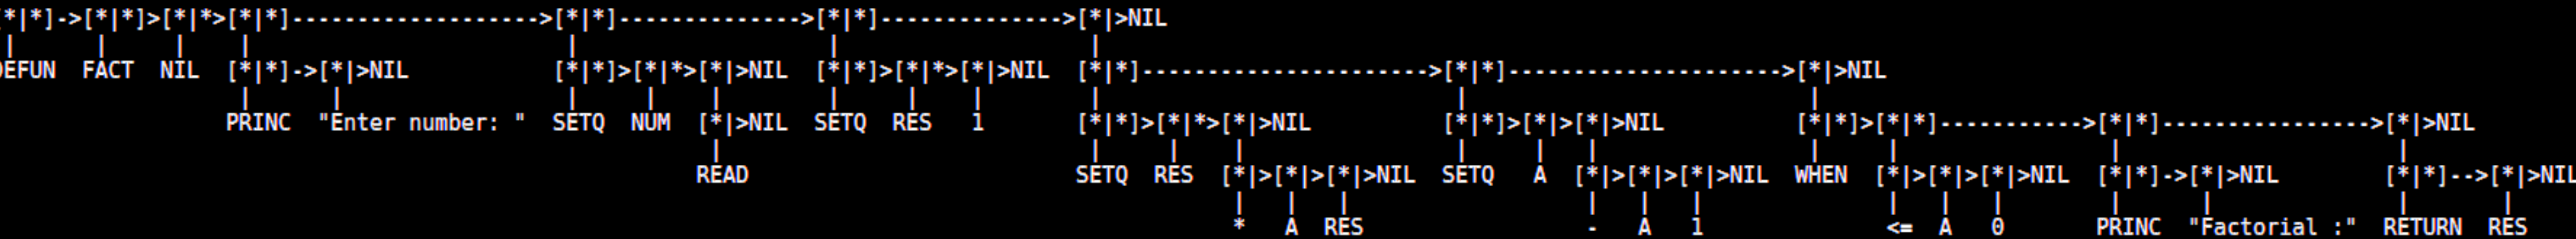 *|*]->[*|*]>[*|*>[*|*]------------------->[*|*]-------------->[*|*]-------------->[*|>NIL
|      |     |    |                        |                   |                   |
DEFUN  FACT  NIL  [*|*]->[*|>NIL           [*|*]>[*|*>[*|>NIL  [*|*]>[*|*>[*|>NIL  [*|*]---------------------->[*|*]--------------------->[*|>NIL
|      |                        |     |    |         |     |    |        |                           |                          |
PRINC  "Enter number: "  SETQ  NUM  [*|>NIL  SETQ  RES   1       [*|*]>[*|*>[*|>NIL          [*|*]>[*|>[*|>NIL          [*|*]>[*|*]----------->[*|*]---------------->[*|>NIL
|                           |     |    |                |     |   |                |     |                |                     |
READ                        SETQ  RES  [*|>[*|>[*|>NIL  SETQ   A  [*|>[*|>[*|>NIL  WHEN  [*|>[*|>[*|>NIL  [*|*]->[*|>NIL        [*|*]-->[*|>NIL
|   |   |                   |   |   |                |   |   |       |      |              |       |
*   A  RES                  -   A   1                <=  A   0       PRINC  "Factorial :"  RETURN  RES